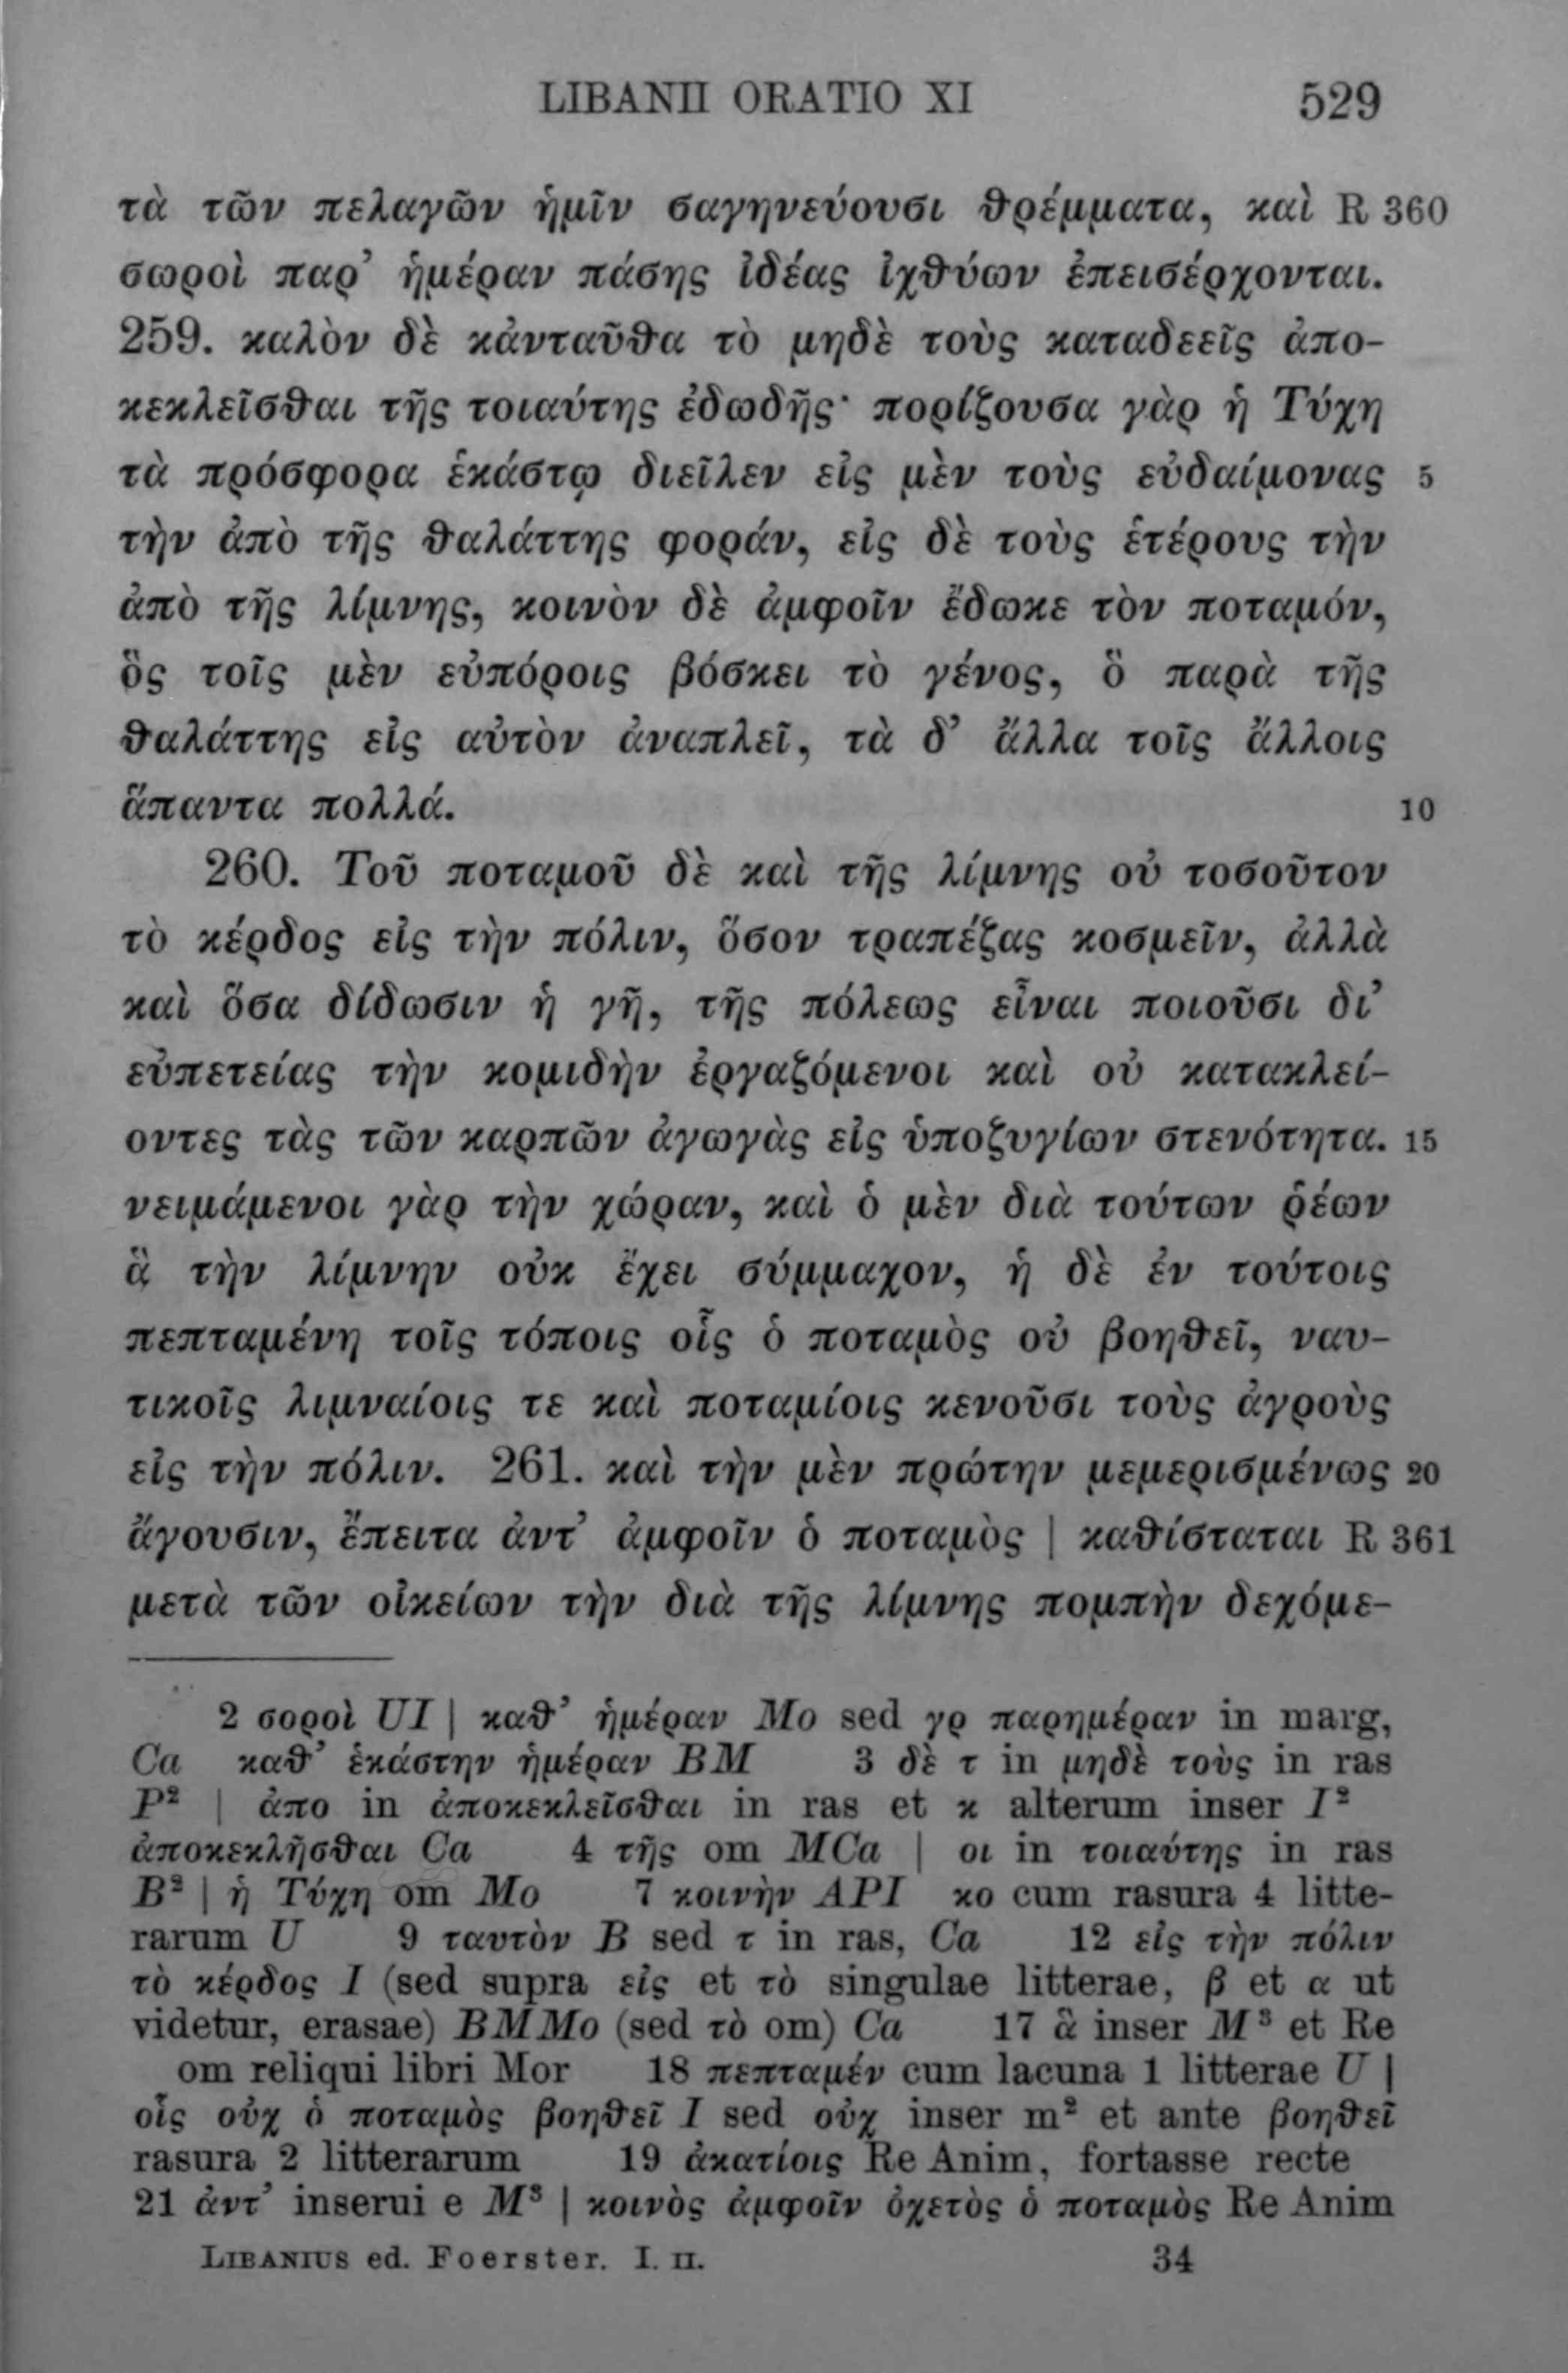 LIBANII ORATIO XI 529
τὰ τῶν πελαγῶν ἡμῖν σαγηνεύουσι θρέμματα, καὶ R 360
σωροὶ παρ’ ἡμέραν πάσης ἰδέας ἰχθύων ἐπεισέρχονται.
259. καλὸν δὲ κἀνταῦθα τὸ μηδὲ τοὺς καταδεεῖς ἀπο-
κεκλεῖσθαι τῆς τοιαύτης ἐδωδῆς· πορίζουσα γὰρ ἡ Τύχη
τὰ πρόσφορα ἑκάστῳ διεῖλεν εἰς μὲν τοὺς εὐδαίμονας 5
τὴν ἀπὸ τῆς θαλάττης φοράν, εἰς δὲ τοὺς ἑτέρους τὴν
ἀπὸ τῆς λίμνης, κοινὸν δὲ ἀμφοῖν ἔδωκε τὸν ποταμόν,
ὃς τοῖς μὲν εὐπόροις βόσκει τὸ γένος, ὃ παρὰ τῆς
θαλάττης εἰς αὐτὸν ἀναπλεῖ, τὰ δ’ ἄλλα τοῖς ἄλλοις
ἅπαντα πολλά. 10
260. Τοῦ ποταμοῦ δὲ καὶ τῆς λίμνης οὐ τοσοῦτον
τὸ κέρδος εἰς τὴν πόλιν, ὅσον τραπέζας κοσμεῖν, ἀλλὰ
καὶ ὅσα δίδωσιν ἡ γῆ, τῆς πόλεως εἶναι ποιοῦσι δι’
εὐπετείας τὴν κομιδὴν ἐργαζόμενοι καὶ οὐ κατακλεί-
οντες τὰς τῶν καρπῶν ἀγωγὰς εἰς ὑποζυγίων στενότητα. 15
νειμάμενοι γὰρ τὴν χώραν, καὶ ὁ μὲν διὰ τούτων ῥέων
ἃ τὴν λίμνην οὐκ ἔχει σύμμαχον, ἡ δὲ ἐν τούτοις
πεπταμένη τοῖς τόποις οἷς ὁ ποταμὸς οὐ βοηθεῖ, ναυ-
τικοῖς λιμναίοις τε καὶ ποταμίοις κενοῦσι τοὺς ἀγροὺς
εἰς τὴν πόλιν. 261. καὶ τὴν μὲν πρώτην μεμερισμένως 20
ἄγουσιν, ἔπειτα ἀντ’ ἀμφοῖν ὁ ποταμὸς | καθίσταται R 361
μετὰ τῶν οἰκείων τὴν διὰ τῆς λίμνης πομπὴν δεχόμε-
2 σοροὶ UI | καθ’ ἡμέραν Mo sed γρ παρημέραν in marg,
Ca καθ’ ἑκάστην ἡμέραν BM 3 δὲ τ in μηδὲ τοὺς in ras
P² | ἀπο in ἀποκεκλεῖσθαι in ras et κ alterum inser I²
ἀποκεκλῆσθαι Ca 4 τῆς om MCa | οι in τοιαύτης in ras
B² | ἡ Τύχη om Mo 7 κοινὴν API κο cum rasura 4 litte-
rarum U 9 ταυτὸν B sed τ in ras, Ca 12 εἰς τὴν πόλιν
τὸ κέρδος I (sed supra εἰς et τὸ singulae litterae, β et α ut
videtur, erasae) BMMo (sed τὸ om) Ca 17 ἃ inser M³ et Re
om reliqui libri Mor 18 πεπταμέν cum lacuna 1 litterae U |
οἷς οὐχ ὁ ποταμὸς βοηθεῖ I sed οὐχ inser m² et ante βοηθεῖ
rasura 2 litterarum 19 ἀκατίοις Re Anim, fortasse recte
21 ἀντ’ inserui e M³ | κοινὸς ἀμφοῖν ὀχετὸς ὁ ποταμὸς Re Anim
LIBANIUS ed. Foerster. I. II. 34